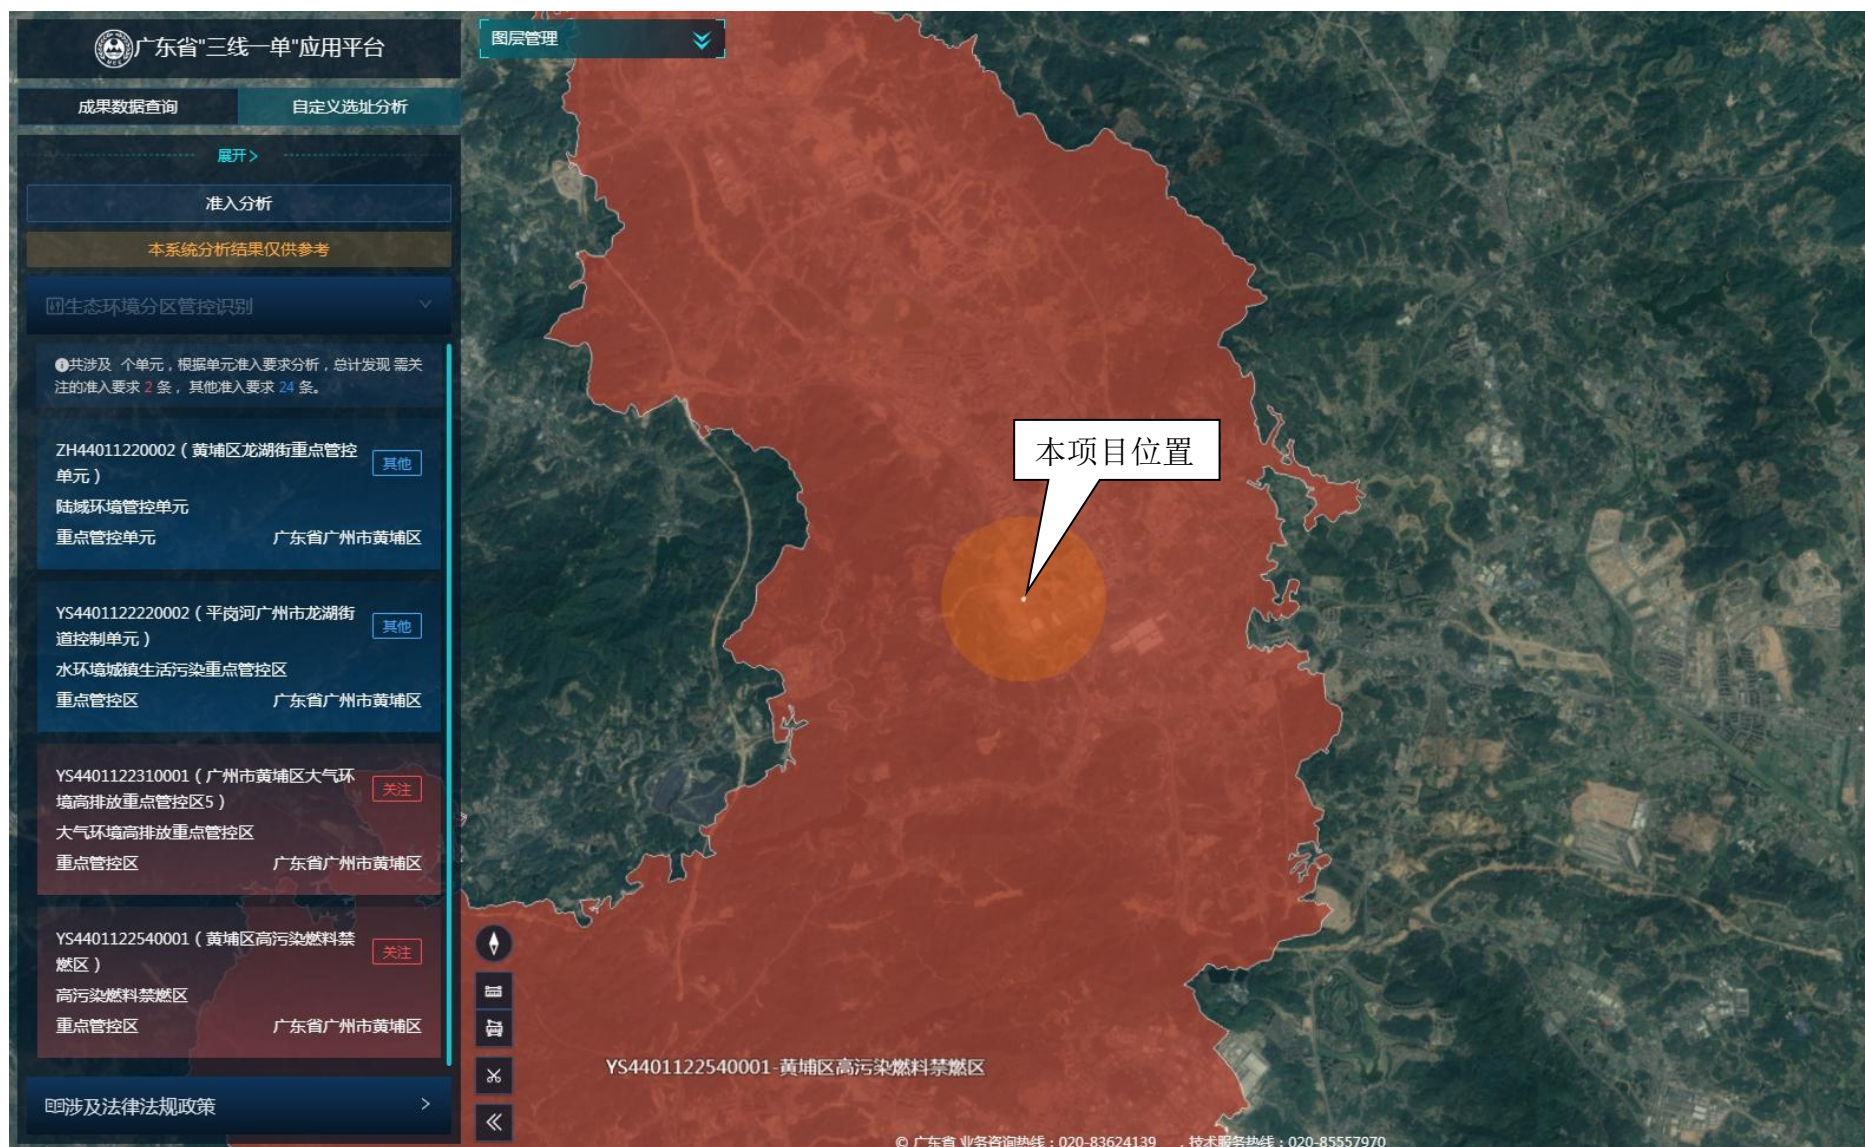 广东省"三线一单"应用平台
成果数据查询
自定义选址分析
展开>
准入分析
本系统分析结果仅供参考
生态环境分区管控识别
共涉及 个单元，根据单元准入要求分析，总计发现 需关
注的准入要求 2 条， 其他准入要求 24 条。
ZH44011220002（黄埔区龙湖街重点管控
单元）
其他
陆域环境管控单元
重点管控单元 广东省广州市黄埔区
YS4401122220002（平岗河广州市龙湖街
道控制单元）
其他
水环境城镇生活污染重点管控区
重点管控区 广东省广州市黄埔区
YS4401122310001（广州市黄埔区大气环
境高排放重点管控区5）
关注
大气环境高排放重点管控区
重点管控区 广东省广州市黄埔区
YS4401122540001（黄埔区高污染燃料禁
燃区）
关注
高污染燃料禁燃区
重点管控区 广东省广州市黄埔区
涉及法律法规政策 >
图层管理
本项目位置
YS4401122540001-黄埔区高污染燃料禁燃区
© 广东省 业务咨询热线：020-83624139 ，技术服务热线：020-85557970